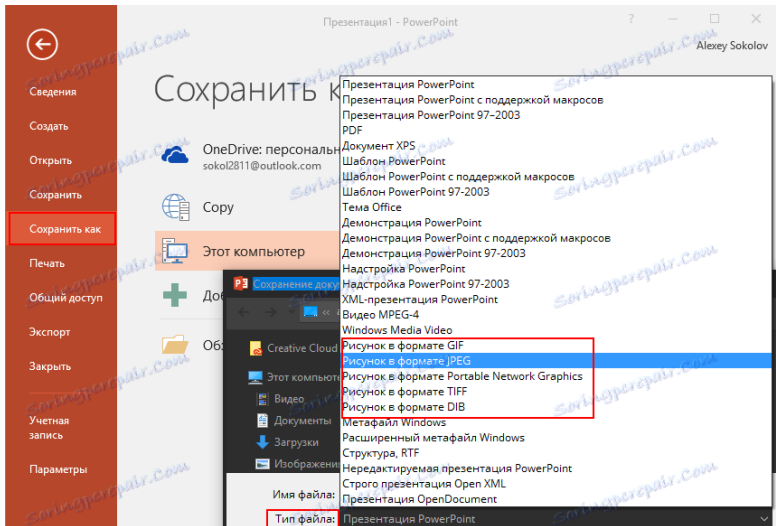 Презентация1 - PowerPoint
? — □ ×
Alexey Sokolov
Сведения
Создать
Открыть
Сохранить
Сохранить как
Печать
Общий доступ
Экспорт
Закрыть
Учетная
запись
Параметры
Сохранить к
OneDrive: персональн
sokol2811@outlook.com
Copy
Этот компьютер
Доб
Об:
Сохранение доку
Creative Cloud
Этот компьюте
Видео
Документы
Загрузки
Изображени
Имя файла:
Тип файла:
Презентация PowerPoint
Презентация PowerPoint
Презентация PowerPoint с поддержкой макросов
Презентация PowerPoint 97–2003
PDF
Документ XPS
Шаблон PowerPoint
Шаблон PowerPoint с поддержкой макросов
Шаблон PowerPoint 97-2003
Тема Office
Демонстрация PowerPoint
Демонстрация PowerPoint с поддержкой макросов
Демонстрация PowerPoint 97-2003
Надстройка PowerPoint
Надстройка PowerPoint 97-2003
XML-презентация PowerPoint
Видео MPEG-4
Windows Media Video
Рисунок в формате GIF
Рисунок в формате JPEG
Рисунок в формате Portable Network Graphics
Рисунок в формате TIFF
Рисунок в формате DIB
Метафайл Windows
Расширенный метафайл Windows
Структура, RTF
Нередактируемая презентация PowerPoint
Строго презентация Open XML
Презентация OpenDocument
Soringpcrepair.Com